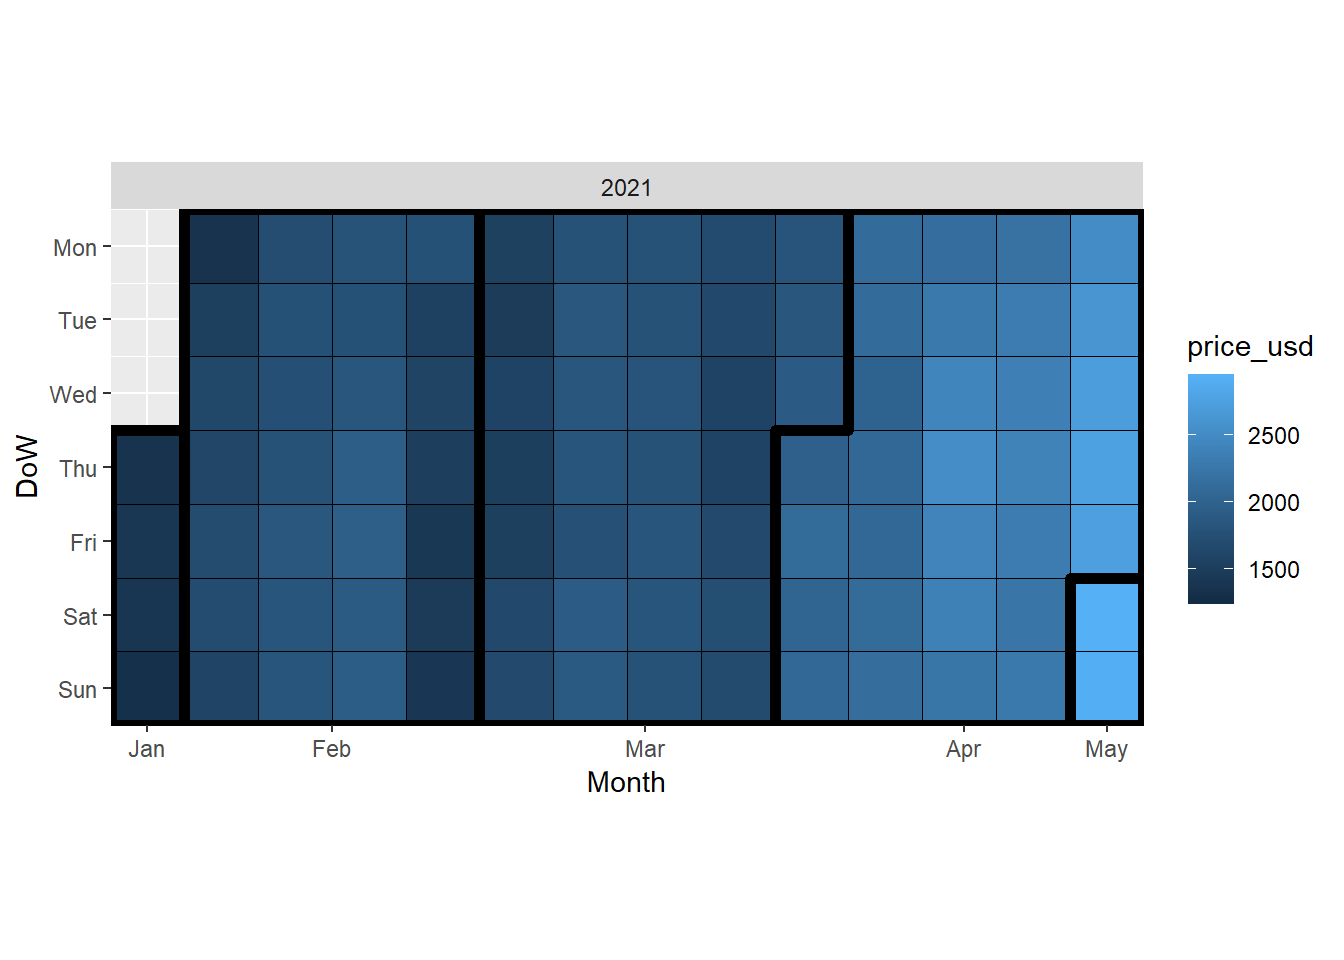 2021
Mon
Tue
Wed
Thu
Fri
Sat
Sun
DoW
Jan Feb Mar Apr May
Month
price_usd
2500
2000
1500